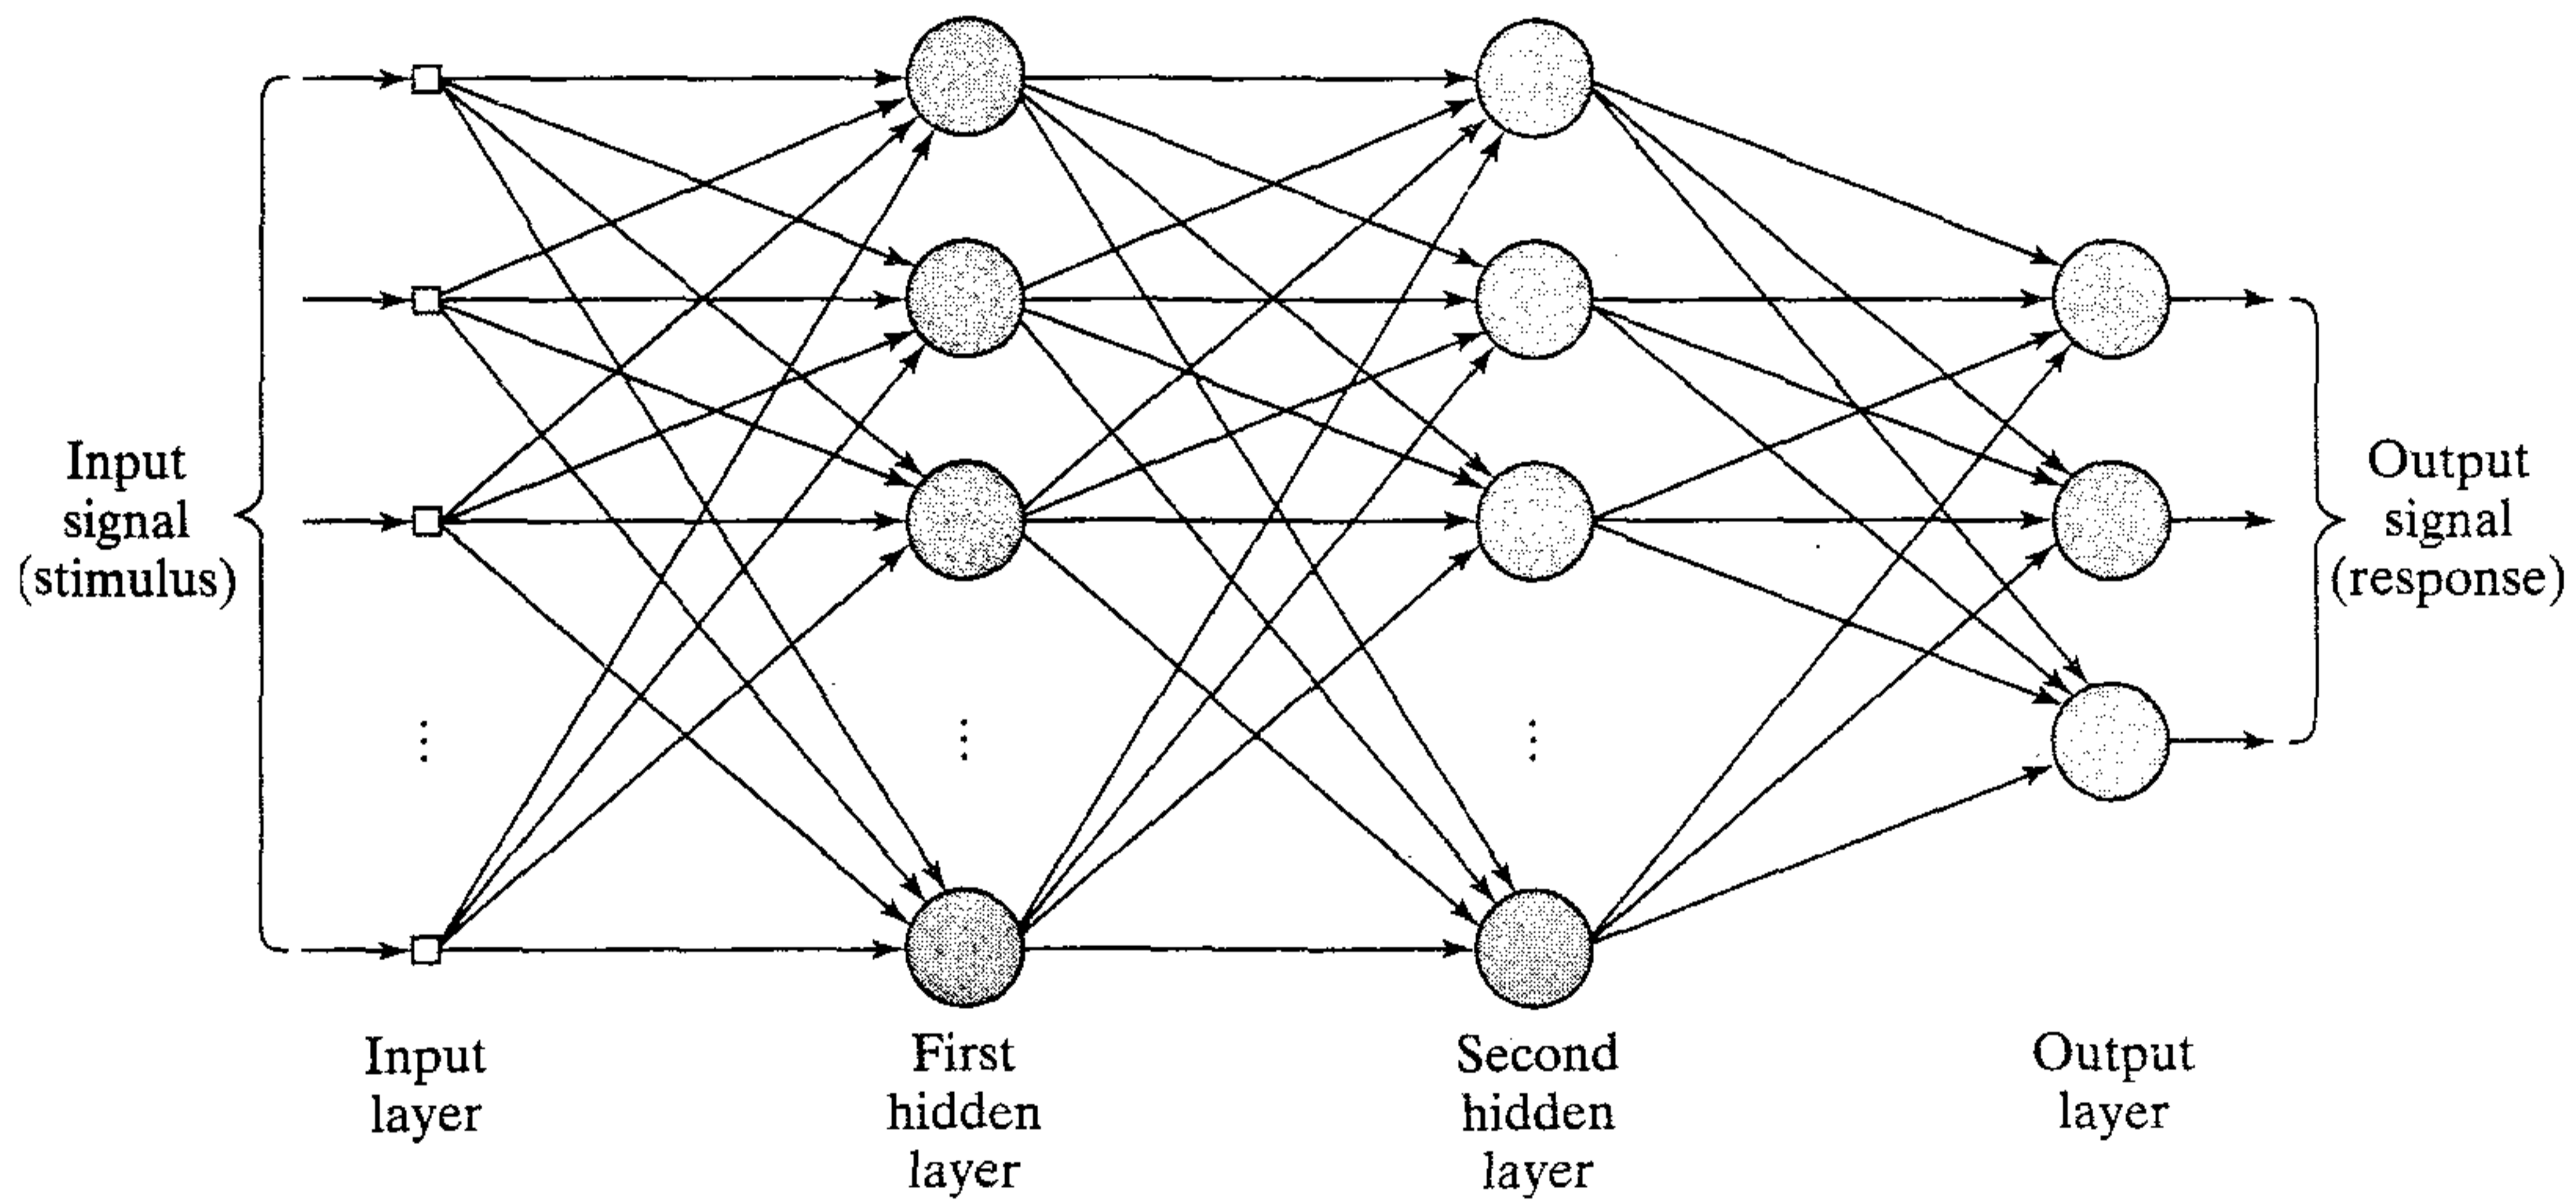 Input
signal
(stimulus)
Output
signal
(response)
Input
layer
First
hidden
layer
Second
hidden
layer
Output
layer